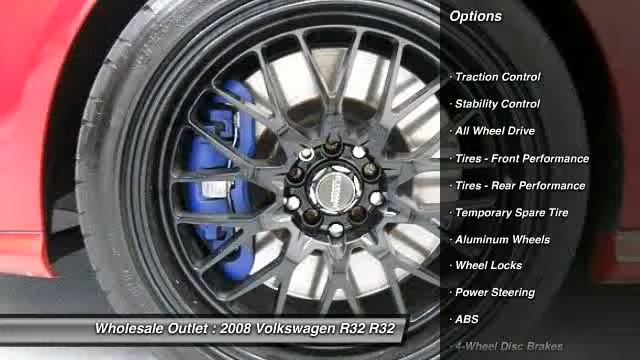 Options
· Traction Control
· Stability Control
· All Wheel Drive
· Tires - Front Performance
· Tires - Rear Performance
· Temporary Spare Tire
· Aluminum Wheels
· Wheel Locks
· Power Steering
· ABS
· 4-Wheel Disc Brakes
Wholesale Outlet : 2008 Volkswagen R32 R32